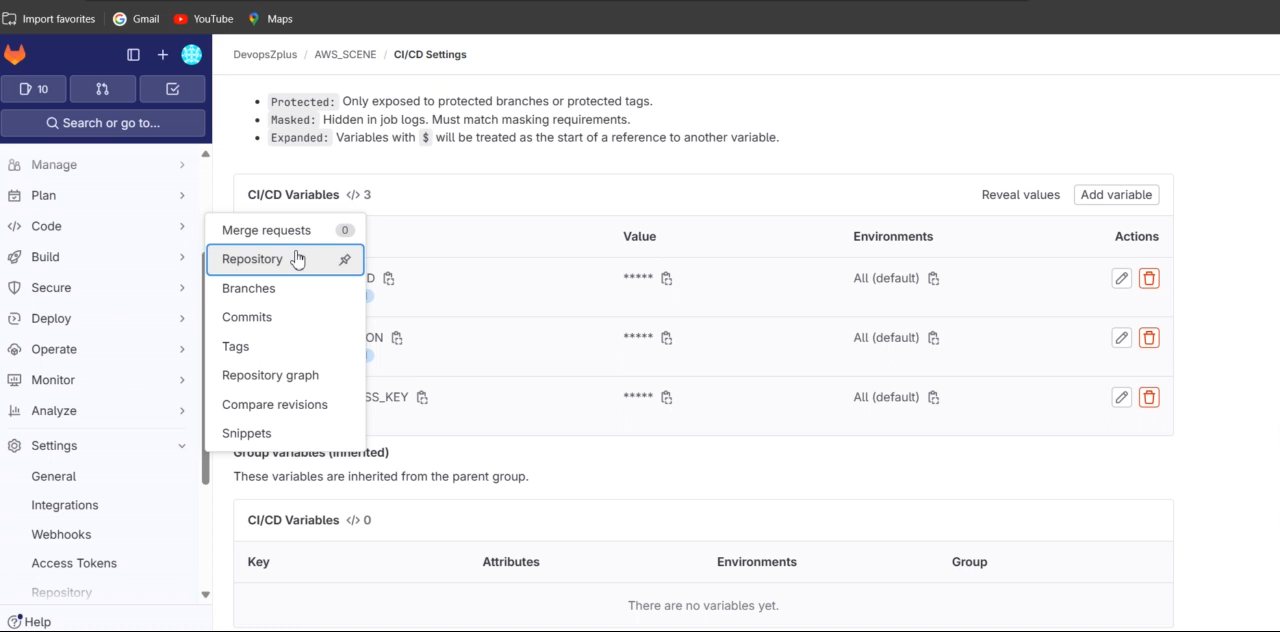 Import favorites
Gmail
YouTube
Maps
10
Search or go to...
Manage
Plan
Code
Build
Secure
Deploy
Operate
Monitor
Analyze
Settings
General
Integrations
Webhooks
Access Tokens
Repository
Help
Merge requests 0
Repository
Branches
Commits
Tags
Repository graph
Compare revisions
Snippets
DevopsZplus / AWS_SCENE / CI/CD Settings
• Protected: Only exposed to protected branches or protected tags.
• Masked: Hidden in job logs. Must match masking requirements.
• Expanded: Variables with $ will be treated as the start of a reference to another variable.
CI/CD Variables </> 3 Reveal values Add variable
Value Environments Actions
D ***** All (default)
ON ***** All (default)
SS_KEY ***** All (default)
Group variables (inherited)
These variables are inherited from the parent group.
CI/CD Variables </> 0
Key Attributes Environments Group
There are no variables yet.